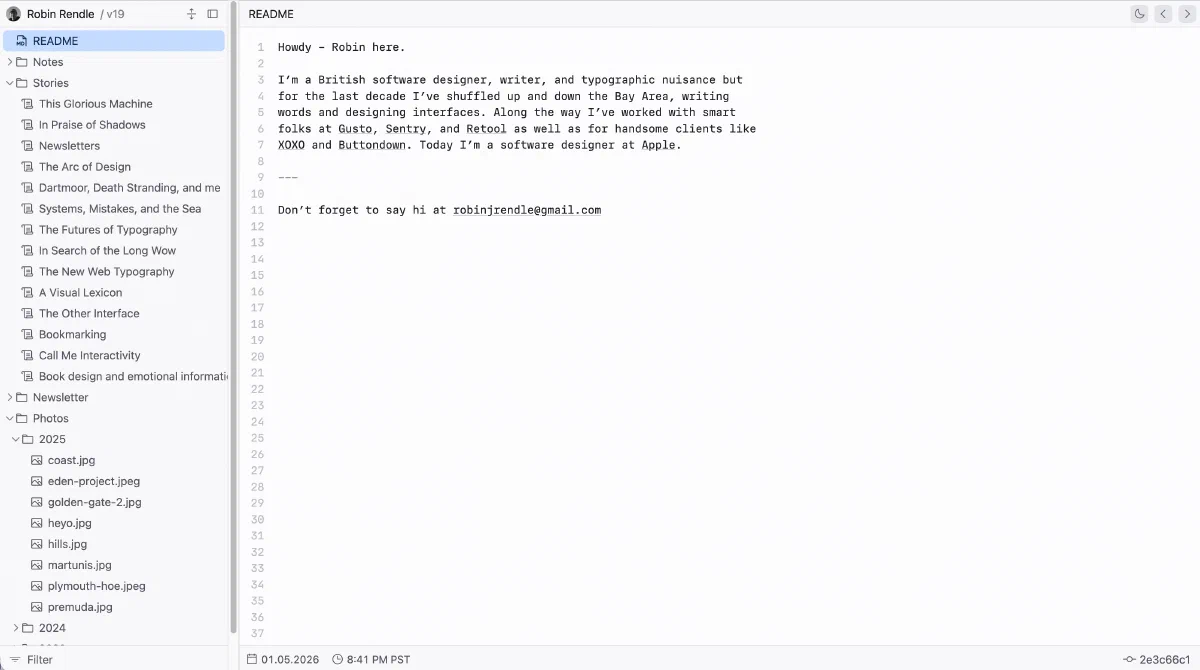 Robin Rendle / v19
README
Notes
Stories
This Glorious Machine
In Praise of Shadows
Newsletters
The Arc of Design
Dartmoor, Death Stranding, and me
Systems, Mistakes, and the Sea
The Futures of Typography
In Search of the Long Wow
The New Web Typography
A Visual Lexicon
The Other Interface
Bookmarking
Call Me Interactivity
Book design and emotional informati
Newsletter
Photos
2025
coast.jpg
eden-project.jpeg
golden-gate-2.jpg
heyo.jpg
hills.jpg
martunis.jpg
plymouth-hoe.jpeg
premuda.jpg
2024
Filter
README
1 Howdy – Robin here.
2
3 I’m a British software designer, writer, and typographic nuisance but
4 for the last decade I’ve shuffled up and down the Bay Area, writing
5 words and designing interfaces. Along the way I’ve worked with smart
6 folks at Gusto, Sentry, and Retool as well as for handsome clients like
7 XOXO and Buttondown. Today I’m a software designer at Apple.
8
9 ---
10
11 Don’t forget to say hi at robinjrendle@gmail.com
12
13
14
15
16
17
18
19
20
21
22
23
24
25
26
27
28
29
30
31
32
33
34
35
36
37
01.05.2026 8:41 PM PST 2e3c66c1